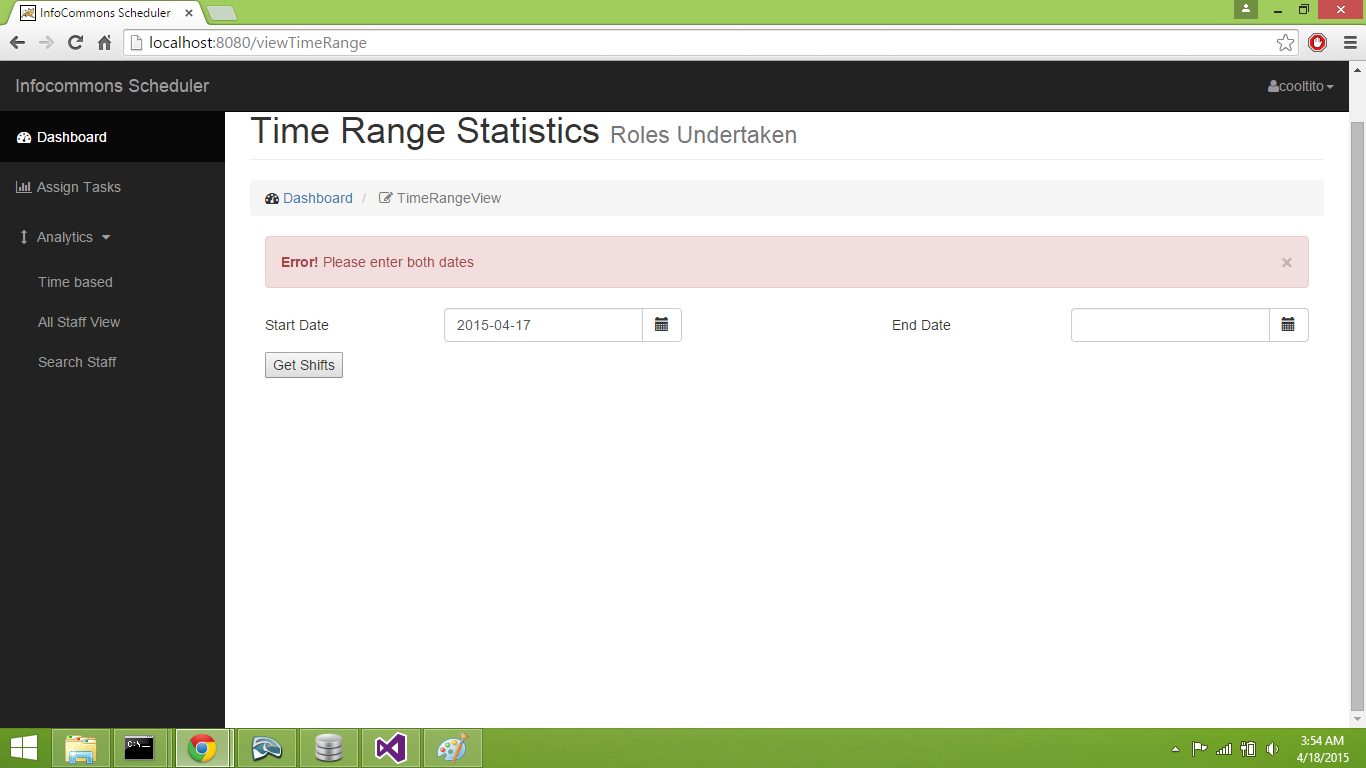 InfoCommons Scheduler
localhost:8080/viewTimeRange
Infocommons Scheduler
cooltito
Dashboard
Assign Tasks
Analytics
Time based
All Staff View
Search Staff
Time Range Statistics Roles Undertaken
Dashboard / TimeRangeView
Error! Please enter both dates ×
Start Date 2015-04-17 End Date
Get Shifts
C:\_
3:54 AM
4/18/2015